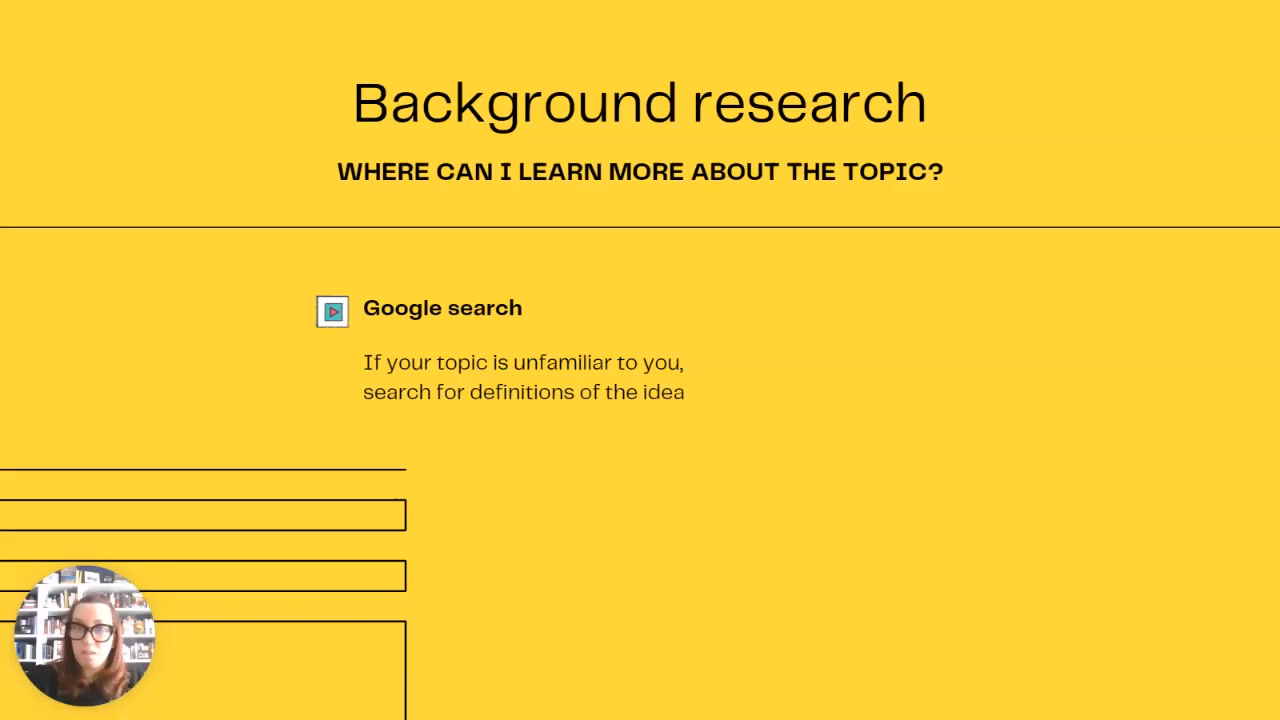 Background research
WHERE CAN I LEARN MORE ABOUT THE TOPIC?
Google search
If your topic is unfamiliar to you,
search for definitions of the idea